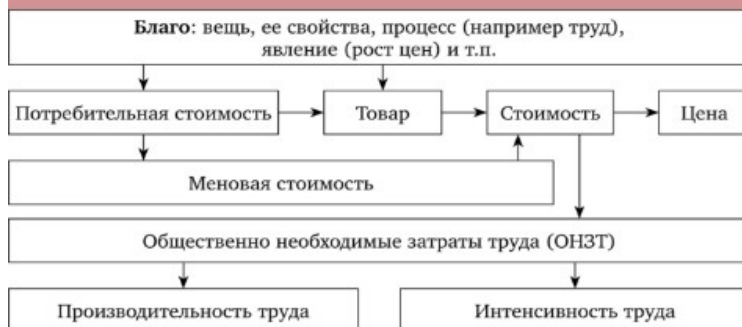 Благо: вещь, ее свойства, процесс (например труд),
явление (рост цен) и т.п.
Потребительная стоимость
Товар
Стоимость
Цена
Меновая стоимость
Общественно необходимые затраты труда (ОНЗТ)
Производительность труда
Интенсивность труда